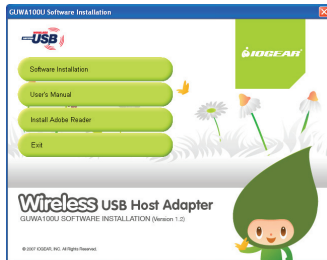 GUWA100U Software Installation
USB
IOGEAR
Software Installation
User's Manual
Install Adobe Reader
Exit
Wireless USB Host Adapter
GUWA100U SOFTWARE INSTALLATION (Version 1.2)
© 2007 IOGEAR, INC. All Rights Reserved.